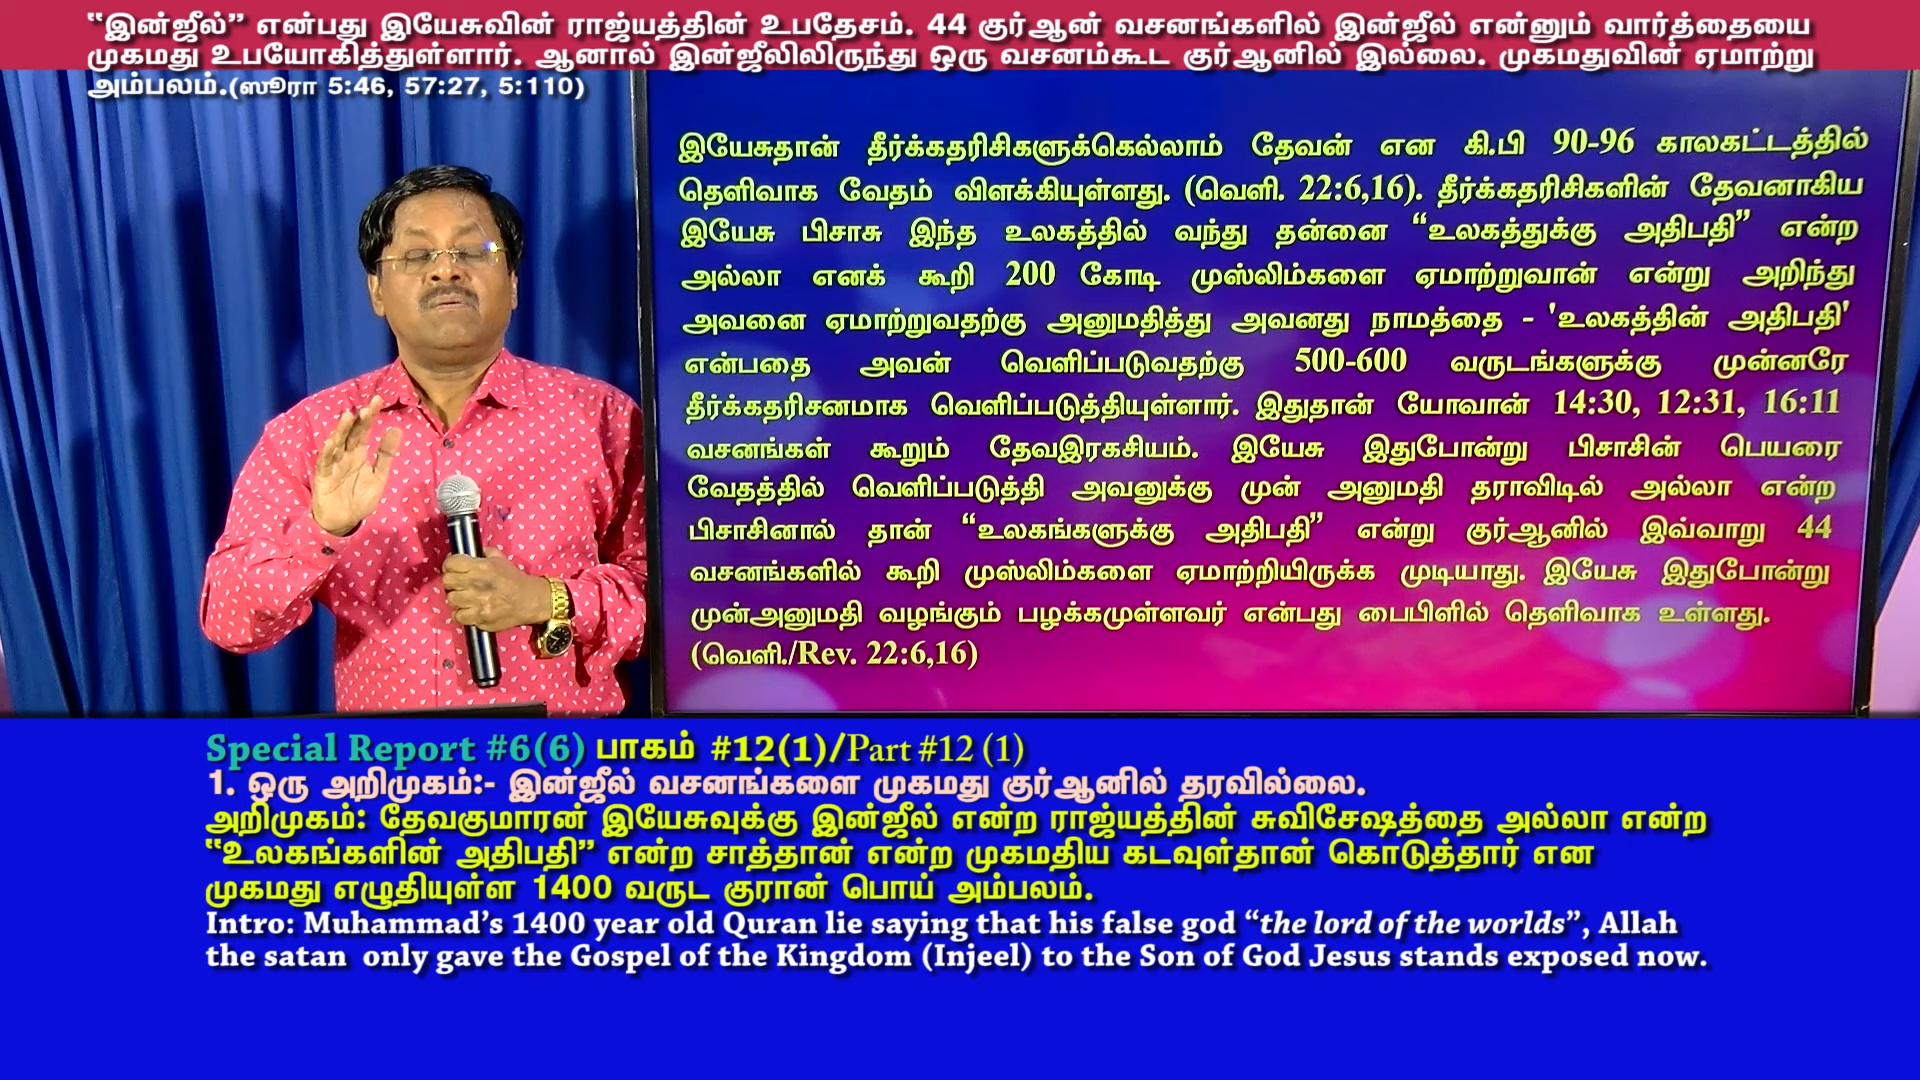 “இன்ஜீல்” என்பது இயேசுவின் ராஜ்யத்தின் உபதேசம். 44 குர்ஆன் வசனங்களில் இன்ஜீல் என்னும் வார்த்தையை
முகமது உபயோகித்துள்ளார். ஆனால் இன்ஜீலிலிருந்து ஒரு வசனம்கூட குர்ஆனில் இல்லை. முகமதுவின் ஏமாற்று
அம்பலம்.(ஸூரா 5:46, 57:27, 5:110)
இயேசுதான் தீர்க்கதரிசிகளுக்கெல்லாம் தேவன் என கி.பி 90-96 காலகட்டத்தில்
தெளிவாக வேதம் விளக்கியுள்ளது. (வெளி. 22:6,16). தீர்க்கதரிசிகளின் தேவனாகிய
இயேசு பிசாசு இந்த உலகத்தில் வந்து தன்னை “உலகத்துக்கு அதிபதி” என்ற
அல்லா எனக் கூறி 200 கோடி முஸ்லிம்களை ஏமாற்றுவான் என்று அறிந்து
அவனை ஏமாற்றுவதற்கு அனுமதித்து அவனது நாமத்தை - 'உலகத்தின் அதிபதி'
என்பதை அவன் வெளிப்படுவதற்கு 500-600 வருடங்களுக்கு முன்னரே
தீர்க்கதரிசனமாக வெளிப்படுத்தியுள்ளார். இதுதான் யோவான் 14:30, 12:31, 16:11
வசனங்கள் கூறும் தேவஇரகசியம். இயேசு இதுபோன்று பிசாசின் பெயரை
வேதத்தில் வெளிப்படுத்தி அவனுக்கு முன் அனுமதி தராவிடில் அல்லா என்ற
பிசாசினால் தான் “உலகங்களுக்கு அதிபதி” என்று குர்ஆனில் இவ்வாறு 44
வசனங்களில் கூறி முஸ்லிம்களை ஏமாற்றியிருக்க முடியாது. இயேசு இதுபோன்று
முன்அனுமதி வழங்கும் பழக்கமுள்ளவர் என்பது பைபிளில் தெளிவாக உள்ளது.
(வெளி./Rev. 22:6,16)
Special Report #6(6) பாகம் #12(1)/Part #12 (1)
1. ஒரு அறிமுகம்:- இன்ஜீல் வசனங்களை முகமது குர்ஆனில் தரவில்லை.
அறிமுகம்: தேவகுமாரன் இயேசுவுக்கு இன்ஜீல் என்ற ராஜ்யத்தின் சுவிசேஷத்தை அல்லா என்ற
“உலகங்களின் அதிபதி” என்ற சாத்தான் என்ற முகமதிய கடவுள்தான் கொடுத்தார் என
முகமது எழுதியுள்ள 1400 வருட குரான் பொய் அம்பலம்.
Intro: Muhammad’s 1400 year old Quran lie saying that his false god “the lord of the worlds”, Allah
the satan only gave the Gospel of the Kingdom (Injeel) to the Son of God Jesus stands exposed now.